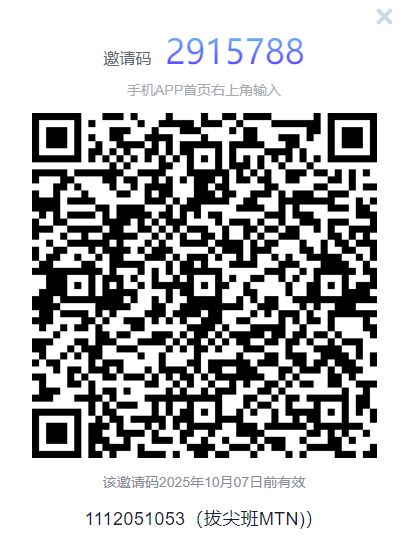 邀请码 2915788
手机APP首页右上角输入
该邀请码2025年10月07日前有效
1112051053（拔尖班MTN)）